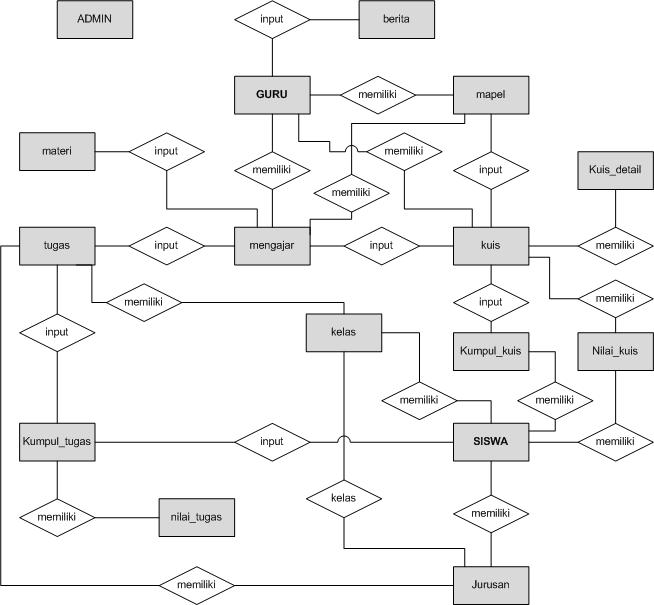 ADMIN
input
berita
GURU
memiliki
mapel
materi
input
memiliki
memiliki
memiliki
input
Kuis_detail
tugas
input
mengajar
input
kuis
memiliki
memiliki
kelas
input
memiliki
input
Kumpul_kuis
Nilai_kuis
memiliki
memiliki
Kumpul_tugas
input
SISWA
memiliki
memiliki
nilai_tugas
kelas
memiliki
memiliki
Jurusan